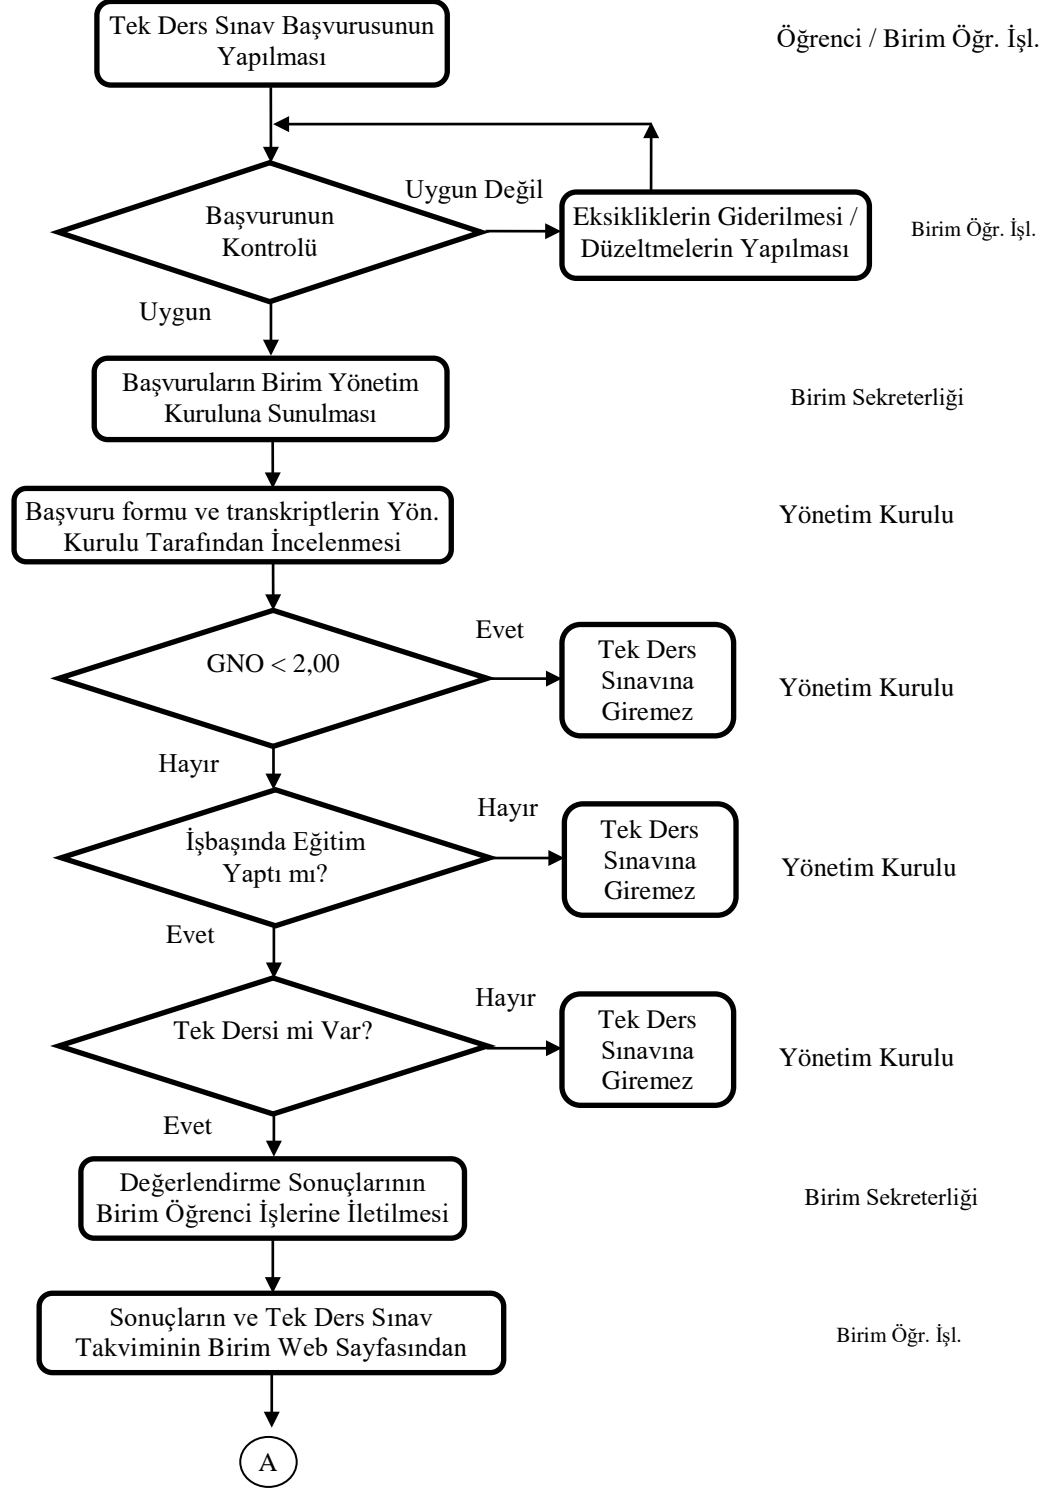 Tek Ders Sınav Başvurusunun
Yapılması
Öğrenci / Birim Öğr. İşl.
Başvurunun
Kontrolü
Uygun Değil
Eksikliklerin Giderilmesi /
Düzeltmelerin Yapılması
Birim Öğr. İşl.
Uygun
Başvuruların Birim Yönetim
Kuruluna Sunulması
Birim Sekreterliği
Başvuru formu ve transkriptlerin Yön.
Kurulu Tarafından İncelenmesi
Yönetim Kurulu
GNO < 2,00
Evet
Tek Ders
Sınavına
Giremez
Yönetim Kurulu
Hayır
İşbaşında Eğitim
Yaptı mı?
Hayır
Tek Ders
Sınavına
Giremez
Yönetim Kurulu
Evet
Tek Dersi mi Var?
Hayır
Tek Ders
Sınavına
Giremez
Yönetim Kurulu
Evet
Değerlendirme Sonuçlarının
Birim Öğrenci İşlerine İletilmesi
Birim Sekreterliği
Sonuçların ve Tek Ders Sınav
Takviminin Birim Web Sayfasından
Birim Öğr. İşl.
A